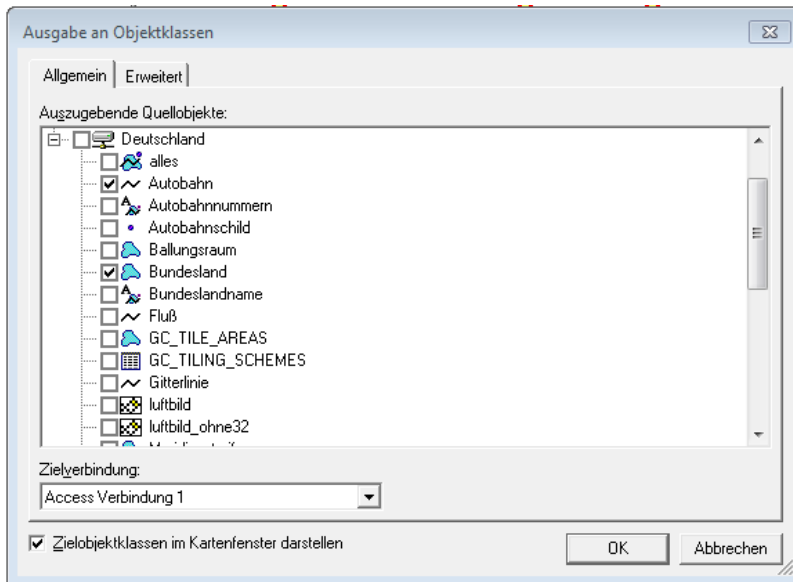 Ausgabe an Objektklassen
Allgemein
Erweitert
Auszugebende Quellobjekte:
Deutschland
alles
Autobahn
Autobahnnummern
Autobahnschild
Ballungsraum
Bundesland
Bundeslandname
Fluß
GC_TILE_AREAS
GC_TILING_SCHEMES
Gitterlinie
luftbild
luftbild_ohne32
Zielverbindung:
Access Verbindung 1
Zielobjektklassen im Kartenfenster darstellen
OK
Abbrechen